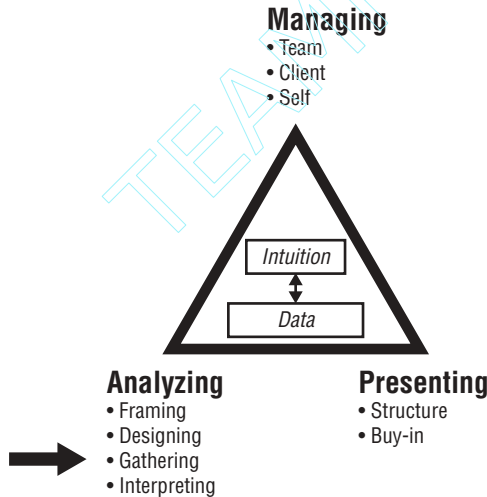 Managing
• Team
• Client
• Self
Intuition
Data
Analyzing
• Framing
• Designing
• Gathering
• Interpreting
Presenting
• Structure
• Buy-in